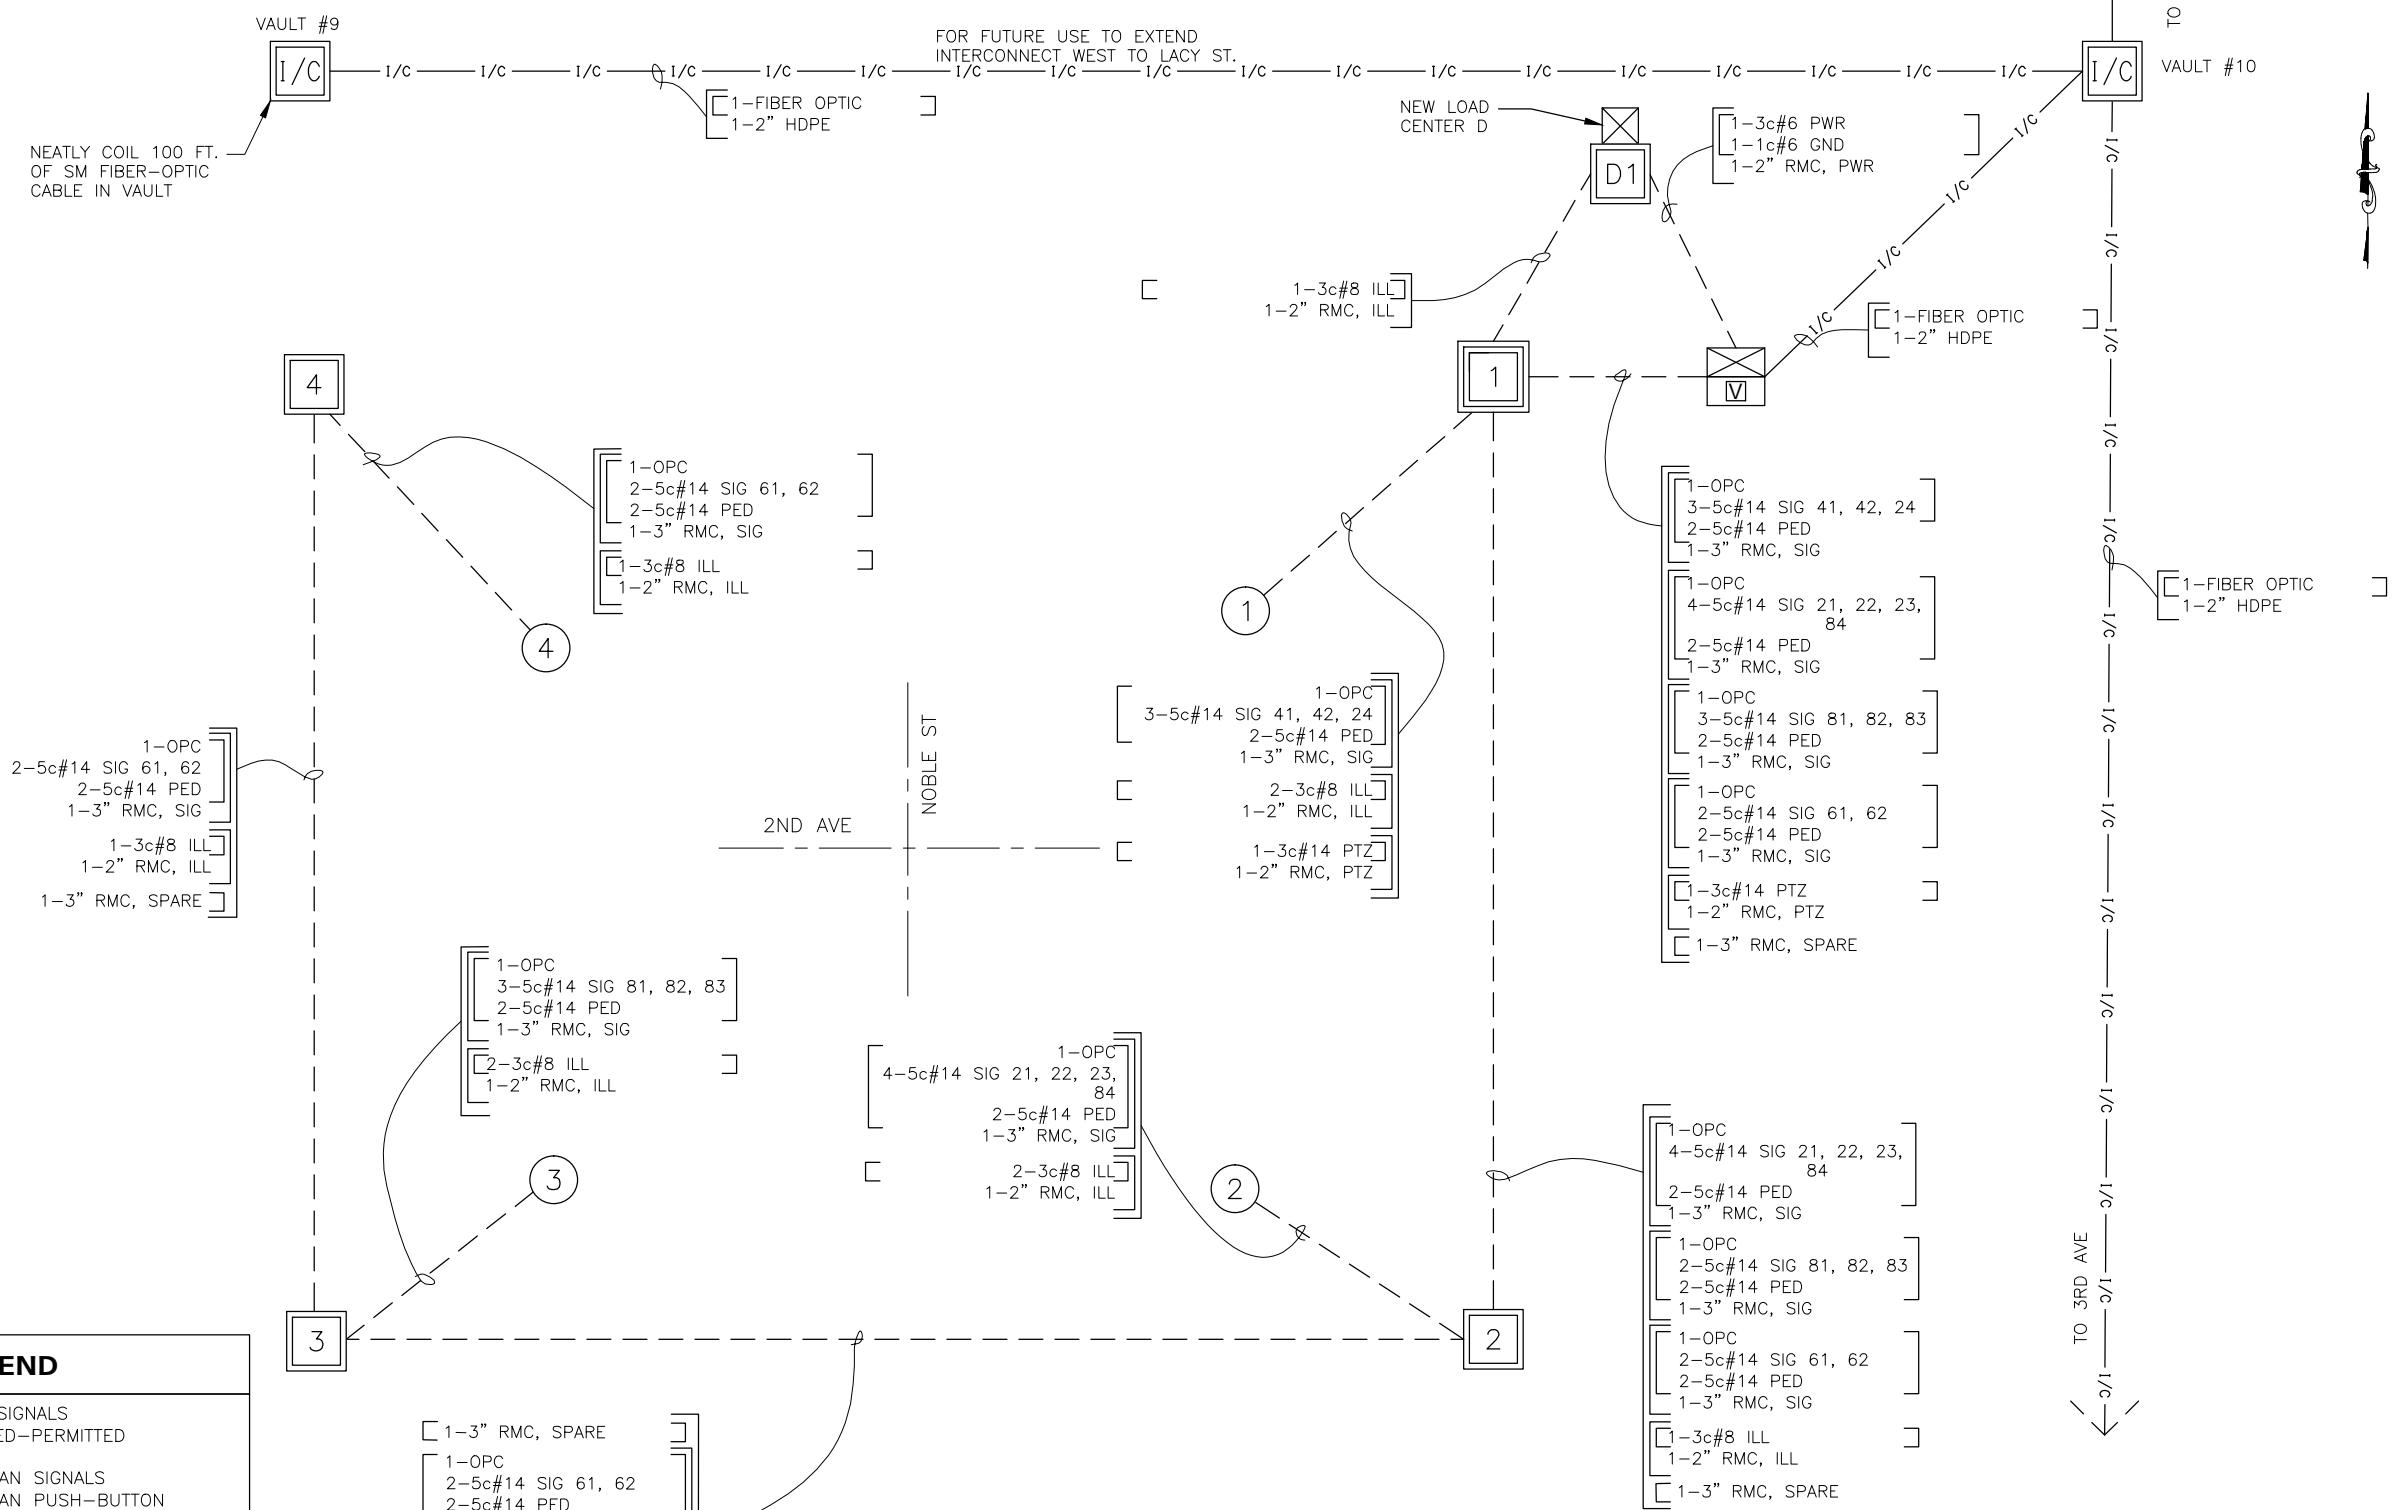 VAULT #9
I/C
FOR FUTURE USE TO EXTEND
INTERCONNECT WEST TO LACY ST.
I/C I/C I/C I/C I/C I/C I/C I/C I/C I/C I/C I/C I/C I/C I/C I/C I/C I/C
TO
I/C
VAULT #10
1-FIBER OPTIC
1-2" HDPE
NEATLY COIL 100 FT.
OF SM FIBER-OPTIC
CABLE IN VAULT
NEW LOAD
CENTER D
D1
1-3c#6 PWR
1-1c#6 GND
1-2" RMC, PWR
I/C
I/C
I/C
I/C
1-3c#8 ILL
1-2" RMC, ILL
1-FIBER OPTIC
1-2" HDPE
4
1
V
1-OPC
2-5c#14 SIG 61, 62
2-5c#14 PED
1-3" RMC, SIG
1-3c#8 ILL
1-2" RMC, ILL
4
1
1-OPC
3-5c#14 SIG 41, 42, 24
2-5c#14 PED
1-3" RMC, SIG
1-OPC
4-5c#14 SIG 21, 22, 23,
84
2-5c#14 PED
1-3" RMC, SIG
1-OPC
3-5c#14 SIG 81, 82, 83
2-5c#14 PED
1-3" RMC, SIG
1-OPC
2-5c#14 SIG 61, 62
2-5c#14 PED
1-3" RMC, SIG
1-3c#14 PTZ
1-2" RMC, PTZ
1-3" RMC, SPARE
I/C
I/C
I/C
I/C
I/C
I/C
I/C
I/C
I/C
I/C
I/C
I/C
I/C
I/C
1-FIBER OPTIC
1-2" HDPE
1-OPC
2-5c#14 SIG 61, 62
2-5c#14 PED
1-3" RMC, SIG
1-3c#8 ILL
1-2" RMC, ILL
1-3" RMC, SPARE
2ND AVE
NOBLE ST
1-OPC
3-5c#14 SIG 41, 42, 24
2-5c#14 PED
1-3" RMC, SIG
2-3c#8 ILL
1-2" RMC, ILL
1-3c#14 PTZ
1-2" RMC, PTZ
1-OPC
3-5c#14 SIG 81, 82, 83
2-5c#14 PED
1-3" RMC, SIG
2-3c#8 ILL
1-2" RMC, ILL
3
1-OPC
4-5c#14 SIG 21, 22, 23,
84
2-5c#14 PED
1-3" RMC, SIG
2-3c#8 ILL
1-2" RMC, ILL
2
1-OPC
4-5c#14 SIG 21, 22, 23,
84
2-5c#14 PED
1-3" RMC, SIG
1-OPC
2-5c#14 SIG 81, 82, 83
2-5c#14 PED
1-3" RMC, SIG
1-OPC
2-5c#14 SIG 61, 62
2-5c#14 PED
1-3" RMC, SIG
1-3c#8 ILL
1-2" RMC, ILL
1-3" RMC, SPARE
TO 3RD AVE
3
2
END
SIGNALS
ED-PERMITTED
AN SIGNALS
AN PUSH-BUTTON
1-3" RMC, SPARE
1-OPC
2-5c#14 SIG 61, 62
2-5c#14 PED